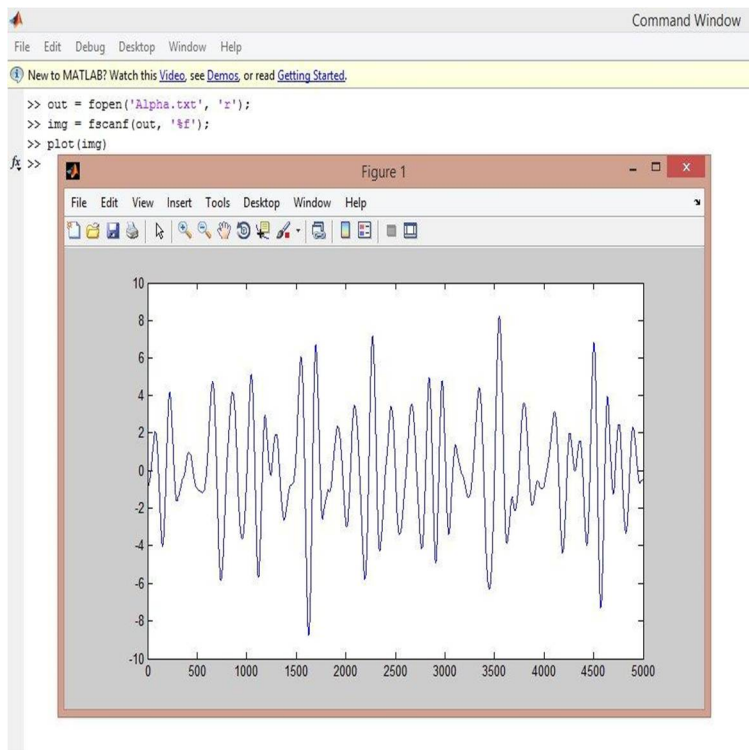 Command Window
File Edit Debug Desktop Window Help
New to MATLAB? Watch this Video, see Demos, or read Getting Started.
>> out = fopen('Alpha.txt', 'r');
>> img = fscanf(out, '%f');
>> plot(img)
fx >>
Figure 1
File Edit View Insert Tools Desktop Window Help
10
8
6
4
2
0
-2
-4
-6
-8
-10
0 500 1000 1500 2000 2500 3000 3500 4000 4500 5000